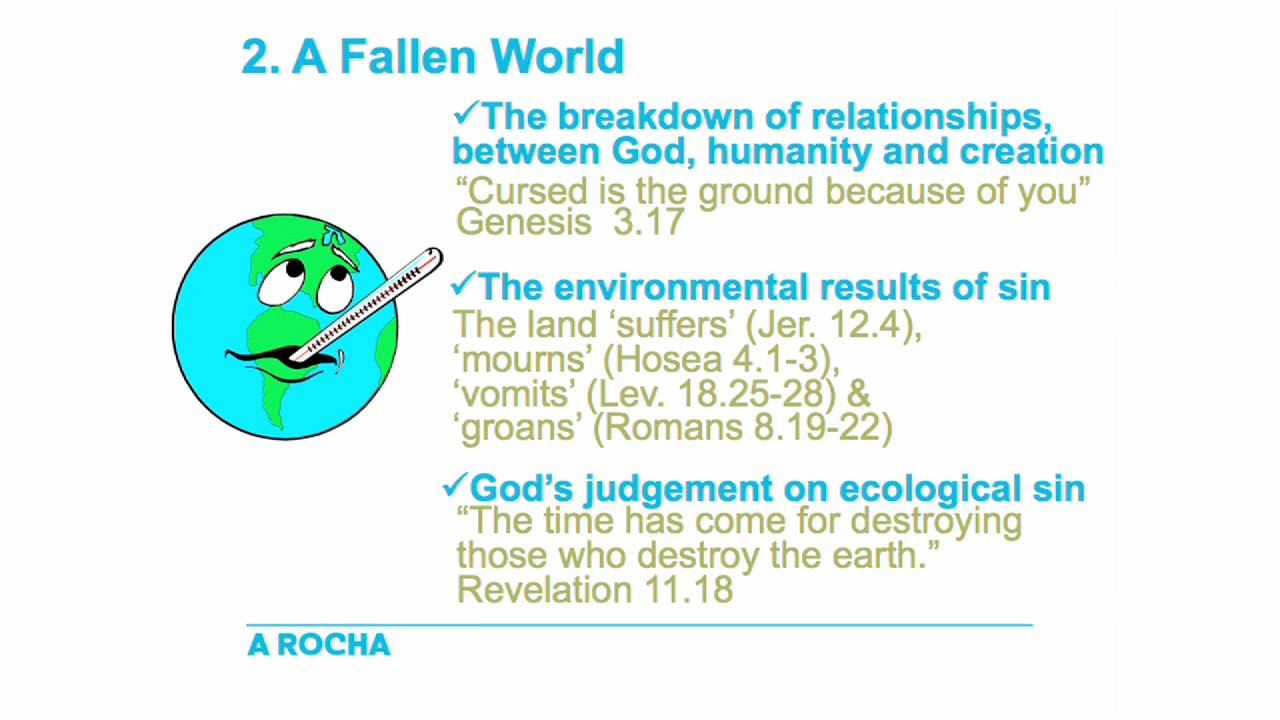 2. A Fallen World
✓The breakdown of relationships,
between God, humanity and creation
“Cursed is the ground because of you”
Genesis 3.17
✓The environmental results of sin
The land ‘suffers’ (Jer. 12.4),
‘mourns’ (Hosea 4.1-3),
‘vomits’ (Lev. 18.25-28) &
‘groans’ (Romans 8.19-22)
✓God’s judgement on ecological sin
“The time has come for destroying
those who destroy the earth.”
Revelation 11.18
A ROCHA